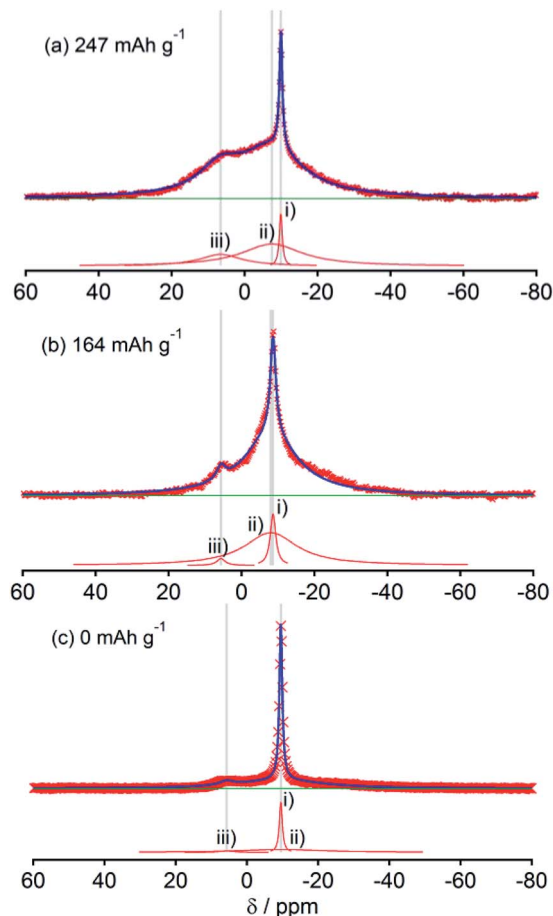 (a) 247 mAh g⁻¹
i)
ii)
iii)
60 40 20 0 -20 -40 -60 -80
(b) 164 mAh g⁻¹
i)
ii)
iii)
60 40 20 0 -20 -40 -60 -80
(c) 0 mAh g⁻¹
i)
iii) ii)
60 40 20 0 -20 -40 -60 -80
δ / ppm